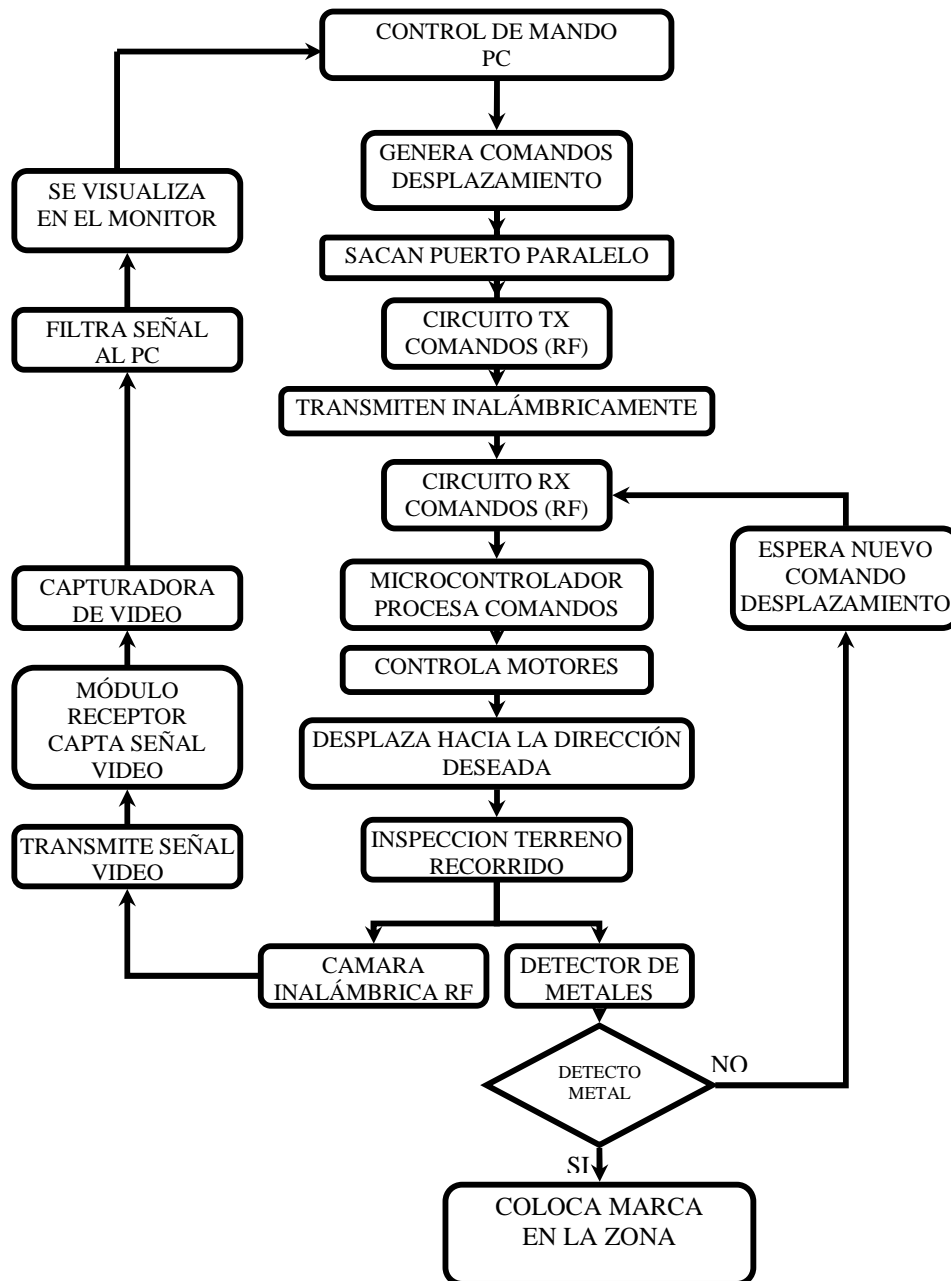 CONTROL DE MANDO
PC
GENERA COMANDOS
DESPLAZAMIENTO
SACAN PUERTO PARALELO
CIRCUITO TX
COMANDOS (RF)
TRANSMITEN INALÁMBRICAMENTE
CIRCUITO RX
COMANDOS (RF)
MICROCONTROLADOR
PROCESA COMANDOS
CONTROLA MOTORES
DESPLAZA HACIA LA DIRECCIÓN
DESEADA
INSPECCION TERRENO
RECORRIDO
CAMARA
INALÁMBRICA RF
DETECTOR DE
METALES
DETECTO
METAL
NO
SI
COLOCA MARCA
EN LA ZONA
ESPERA NUEVO
COMANDO
DESPLAZAMIENTO
TRANSMITE SEÑAL
VIDEO
MÓDULO
RECEPTOR
CAPTA SEÑAL
VIDEO
CAPTURADORA
DE VIDEO
FILTRA SEÑAL
AL PC
SE VISUALIZA
EN EL MONITOR